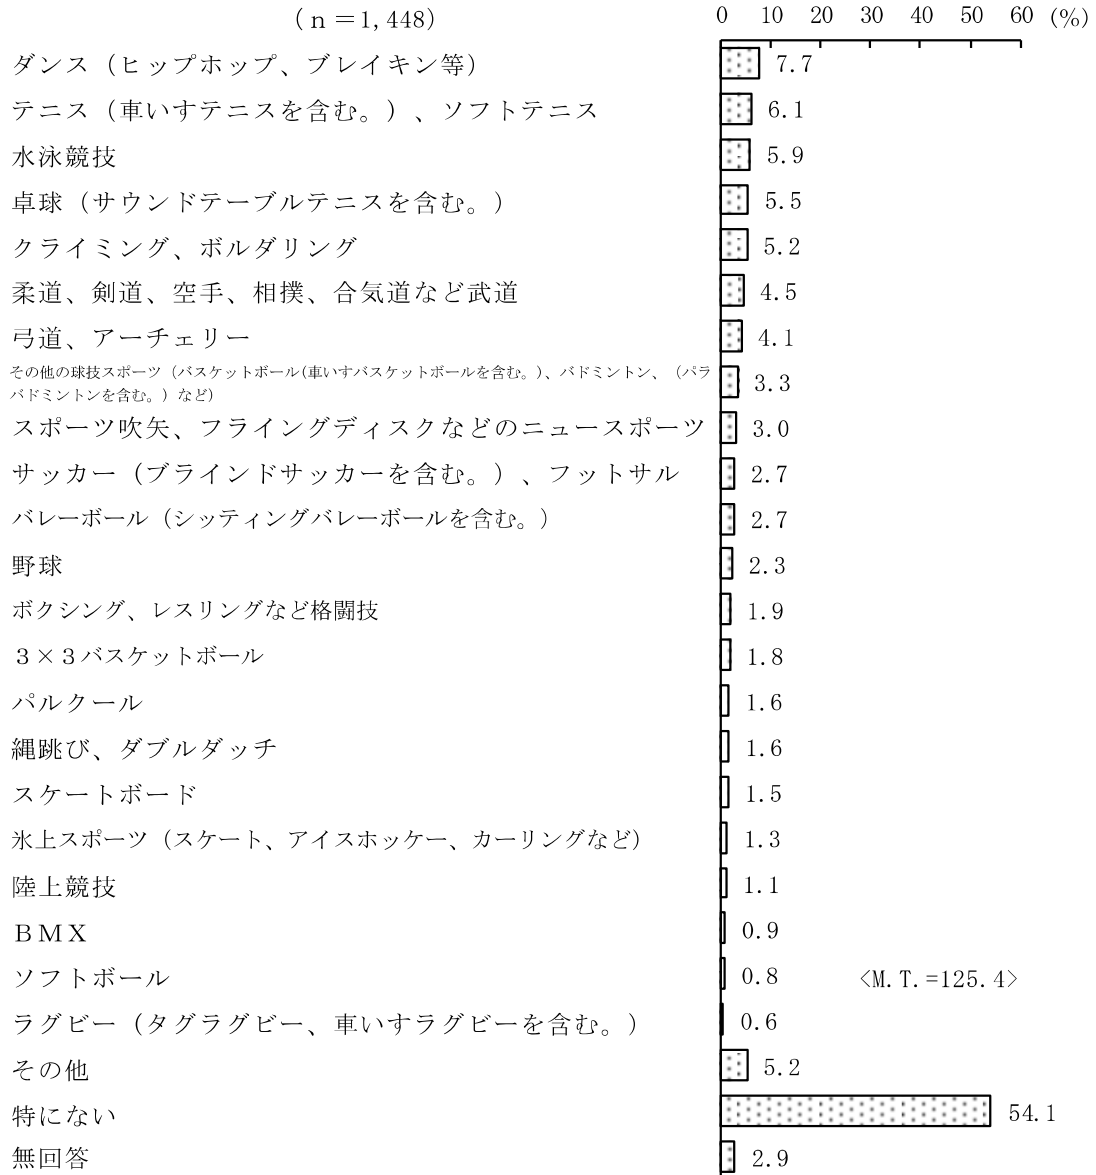 (ｎ＝1,448)
0 10 20 30 40 50 60 (%)
ダンス（ヒップホップ、ブレイキン等） 7.7
テニス（車いすテニスを含む。）、ソフトテニス 6.1
水泳競技 5.9
卓球（サウンドテーブルテニスを含む。） 5.5
クライミング、ボルダリング 5.2
柔道、剣道、空手、相撲、合気道など武道 4.5
弓道、アーチェリー 4.1
その他の球技スポーツ（バスケットボール(車いすバスケットボールを含む。)、バドミントン、（パラ
バドミントンを含む。）など） 3.3
スポーツ吹矢、フライングディスクなどのニュースポーツ 3.0
サッカー（ブラインドサッカーを含む。）、フットサル 2.7
バレーボール（シッティングバレーボールを含む。） 2.7
野球 2.3
ボクシング、レスリングなど格闘技 1.9
３×３バスケットボール 1.8
パルクール 1.6
縄跳び、ダブルダッチ 1.6
スケートボード 1.5
氷上スポーツ（スケート、アイスホッケー、カーリングなど） 1.3
陸上競技 1.1
ＢＭＸ 0.9
ソフトボール 0.8 <M.T.=125.4>
ラグビー（タグラグビー、車いすラグビーを含む。） 0.6
その他 5.2
特にない 54.1
無回答 2.9